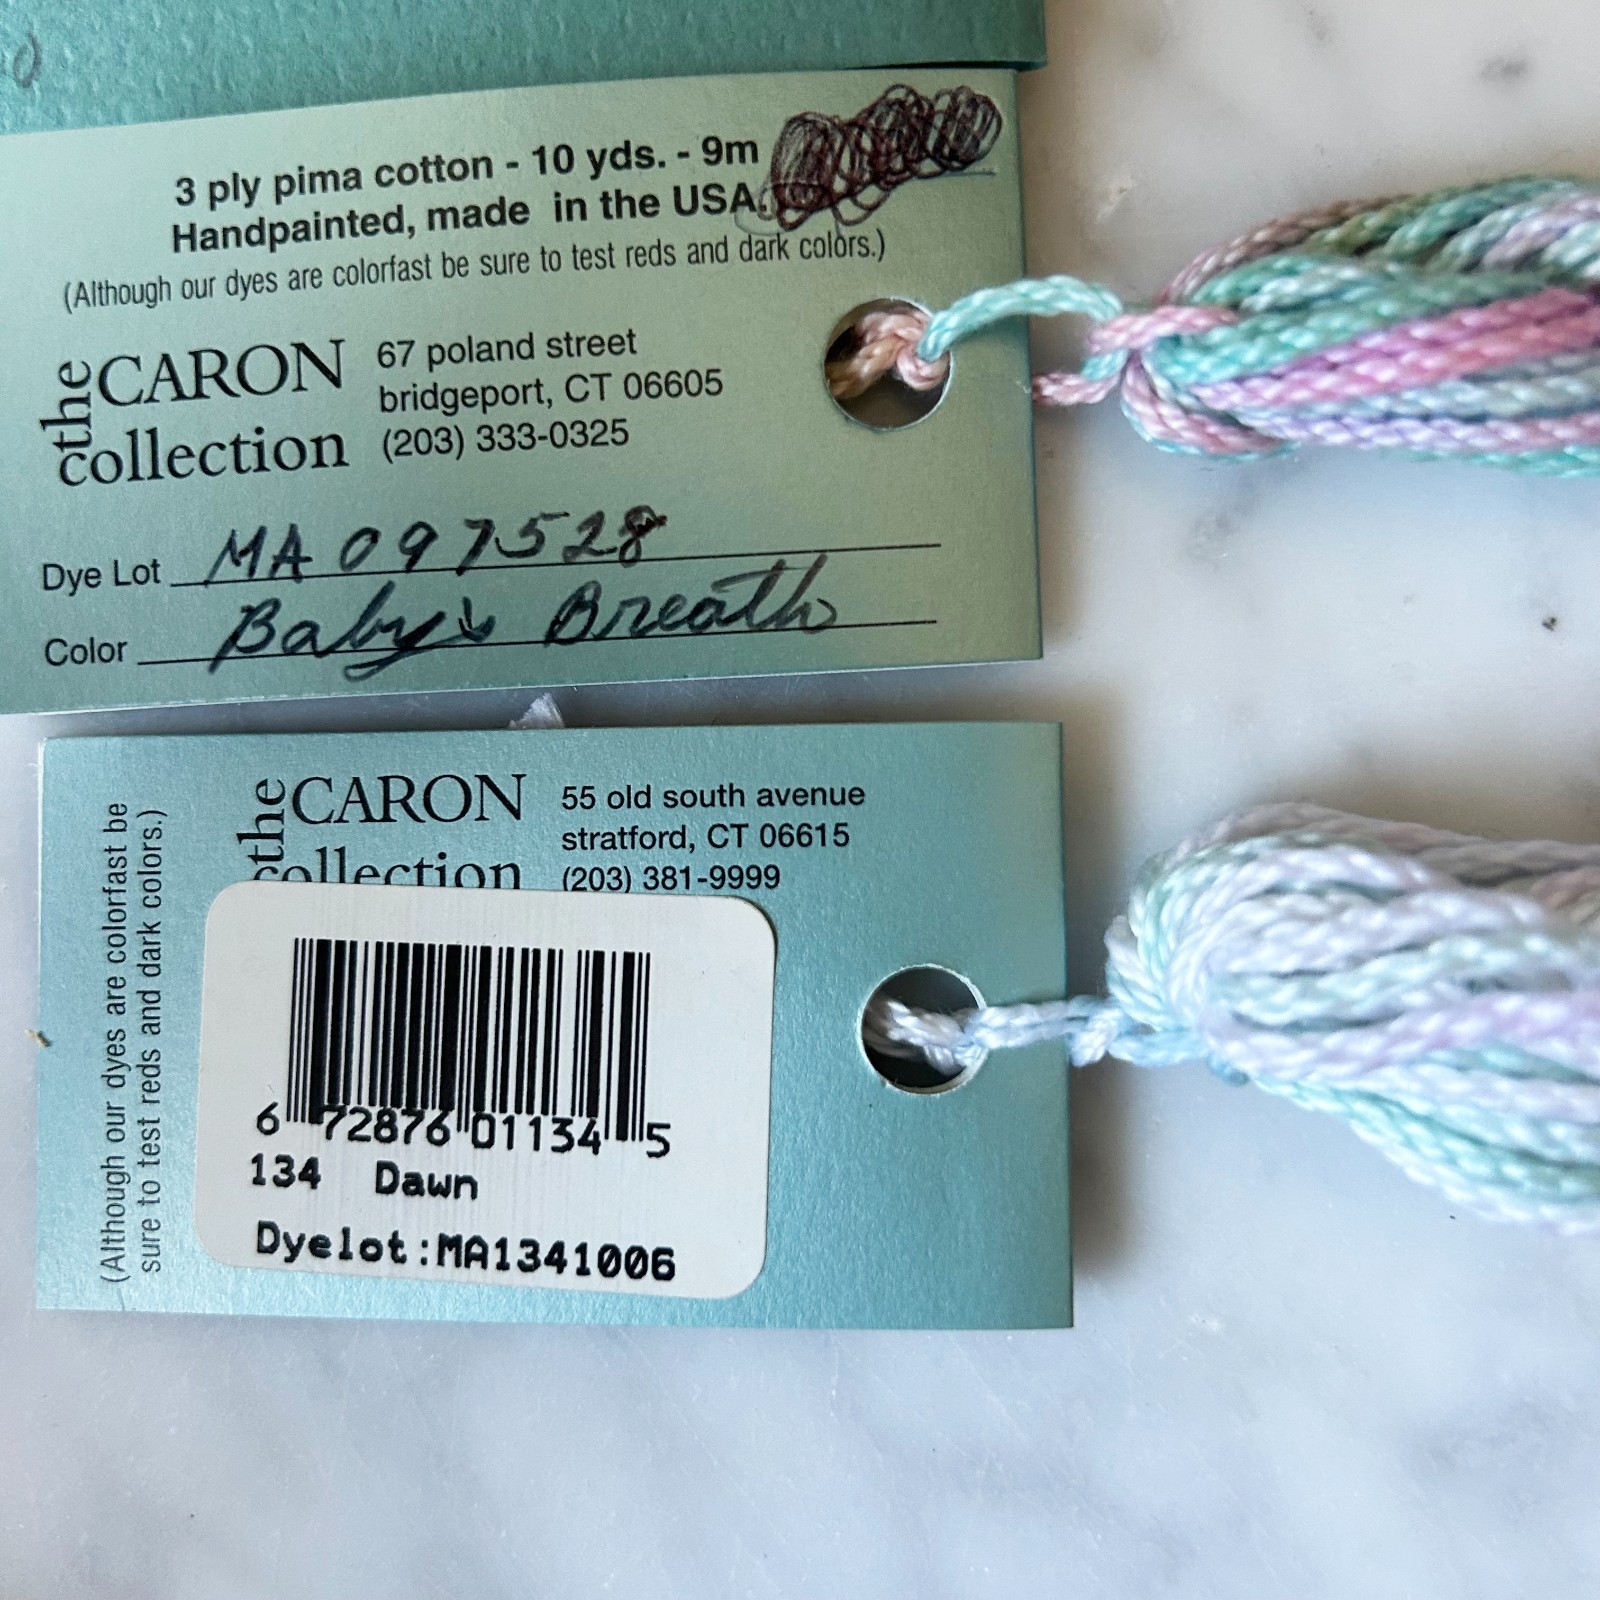 3 ply pima cotton - 10 yds. - 9m
Handpainted, made in the USA.
(Although our dyes are colorfast be sure to test reds and dark colors.)
the CARON collection
67 poland street
bridgeport, CT 06605
(203) 333-0325
Dye Lot MA097528
Color Babys Breath
(Although our dyes are colorfast be
sure to test reds and dark colors.)
the CARON collection
55 old south avenue
stratford, CT 06615
(203) 381-9999
6 72876 01134 5
134 Dawn
Dyelot:MA1341006